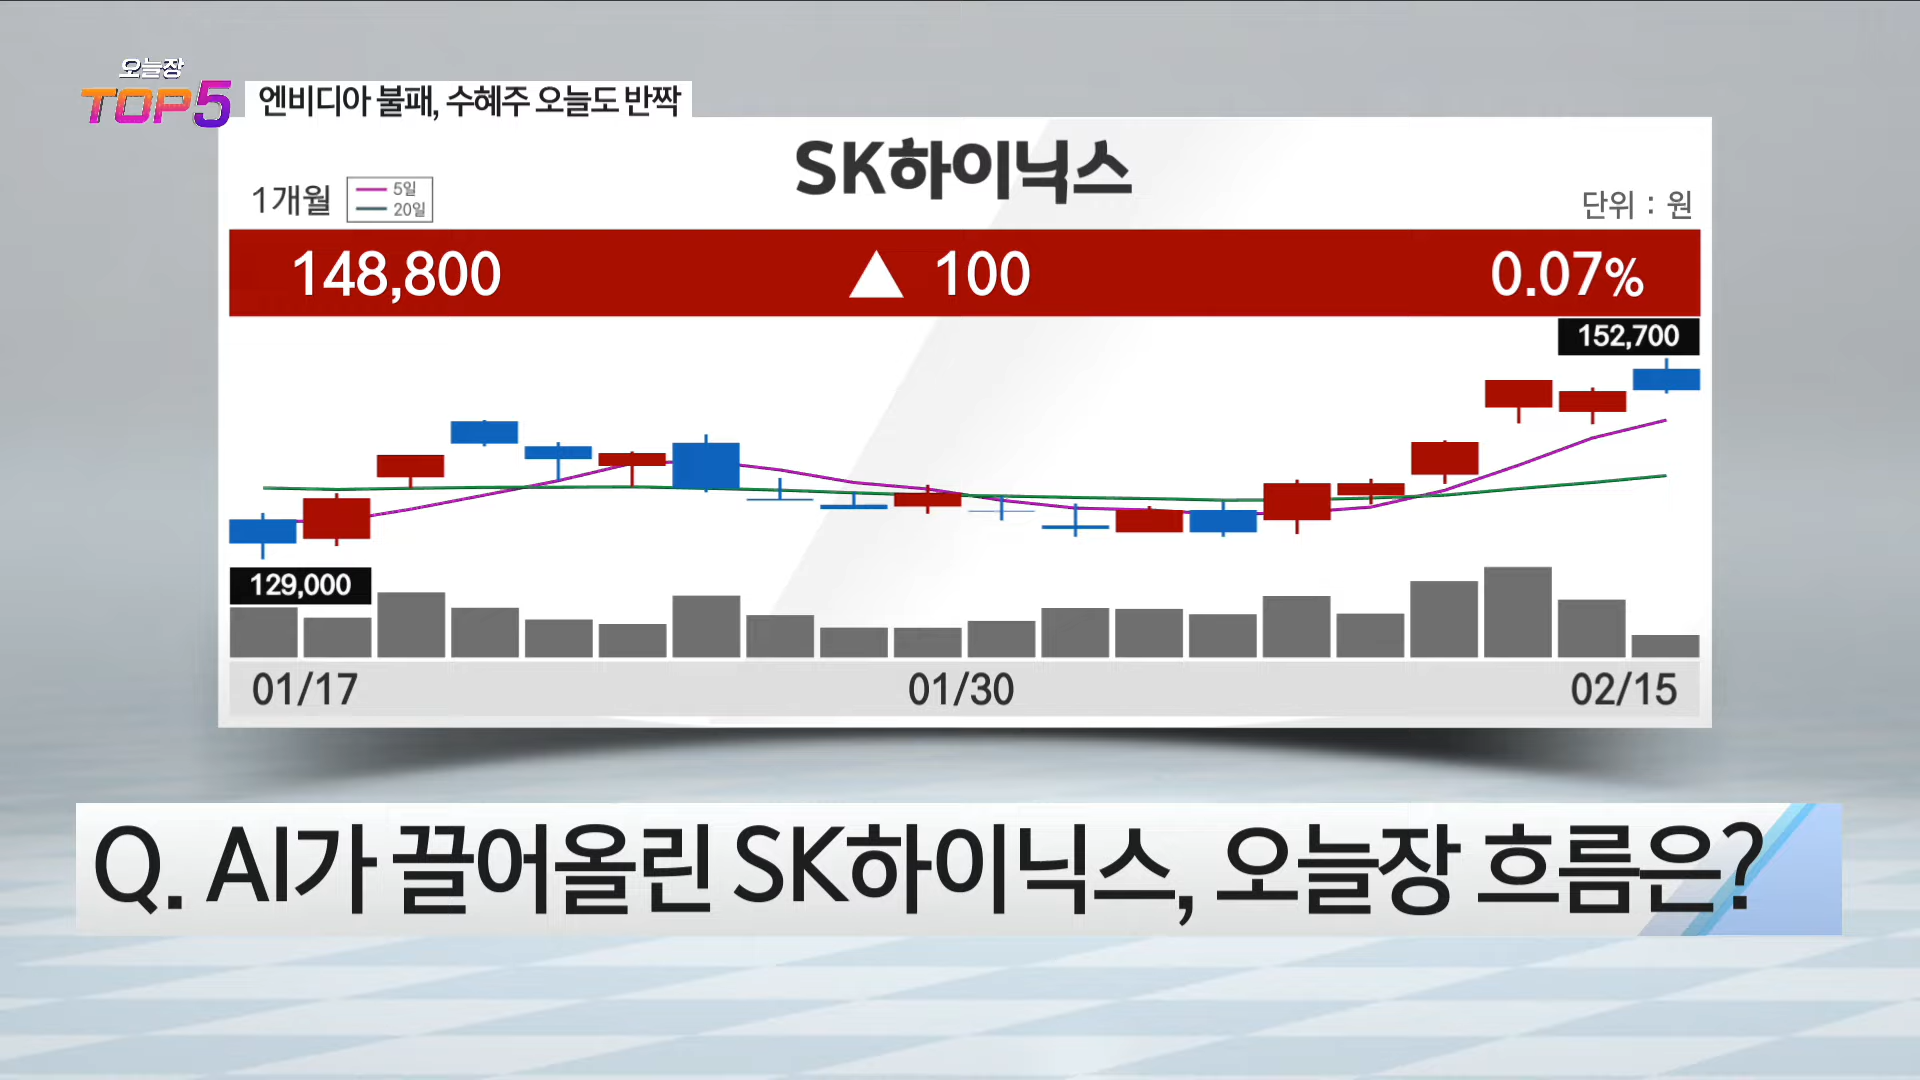 오늘장
TOP5
엔비디아 불패, 수혜주 오늘도 반짝
SK하이닉스
1개월
5일
20일
단위 : 원
148,800 ▲ 100 0.07%
152,700
129,000
01/17 01/30 02/15
Q. AI가 끌어올린 SK하이닉스, 오늘장 흐름은?